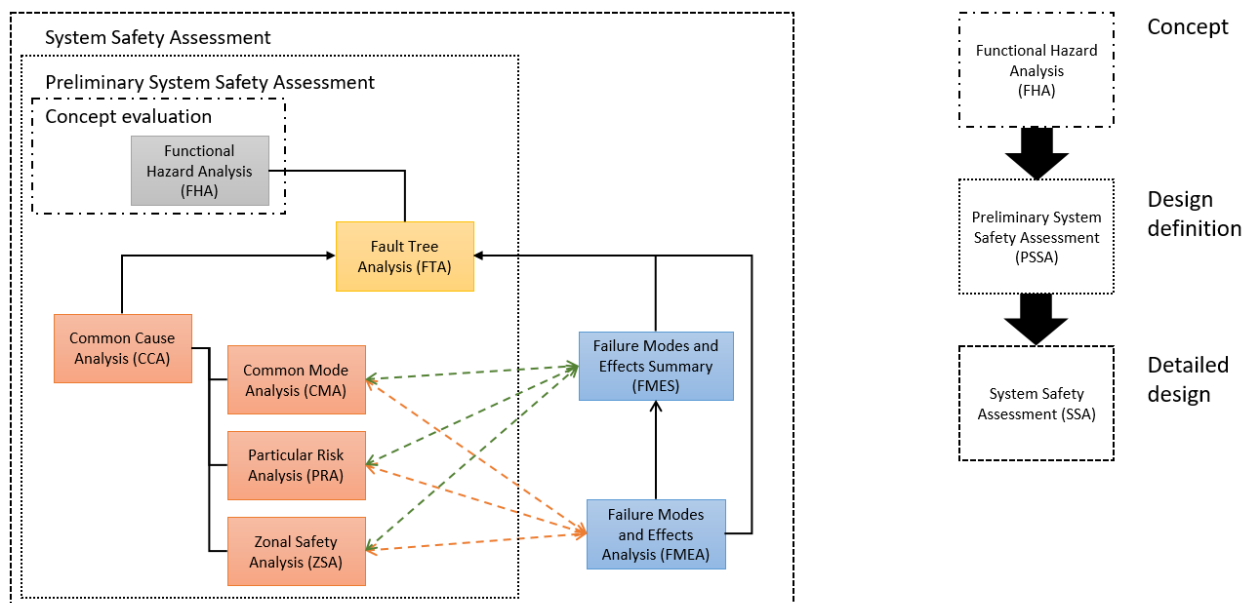 System Safety Assessment
Preliminary System Safety Assessment
Concept evaluation
Functional
Hazard Analysis
(FHA)
Fault Tree
Analysis (FTA)
Common Cause
Analysis (CCA)
Common Mode
Analysis (CMA)
Particular Risk
Analysis (PRA)
Zonal Safety
Analysis (ZSA)
Failure Modes and
Effects Summary
(FMES)
Failure Modes
and Effects
Analysis (FMEA)
Functional Hazard
Analysis
(FHA)
Concept
Preliminary System
Safety Assessment
(PSSA)
Design
definition
System Safety
Assessment (SSA)
Detailed
design